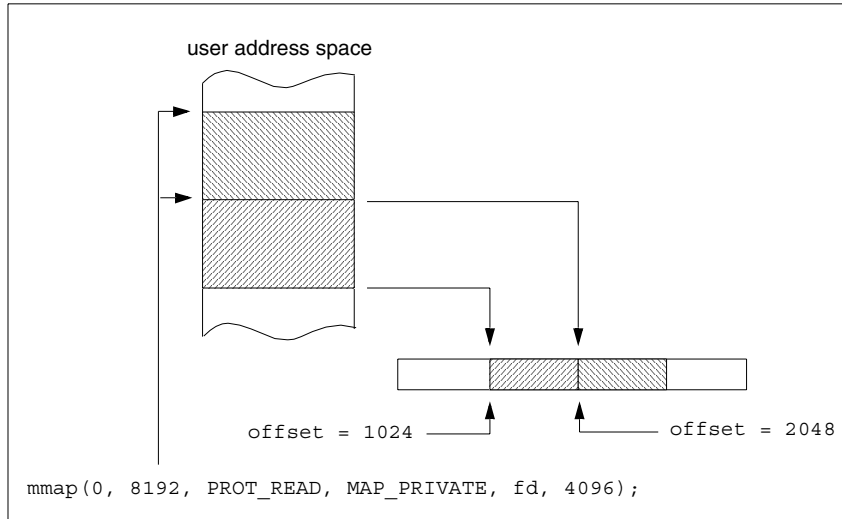 user address space
offset = 1024
offset = 2048
mmap(0, 8192, PROT_READ, MAP_PRIVATE, fd, 4096);